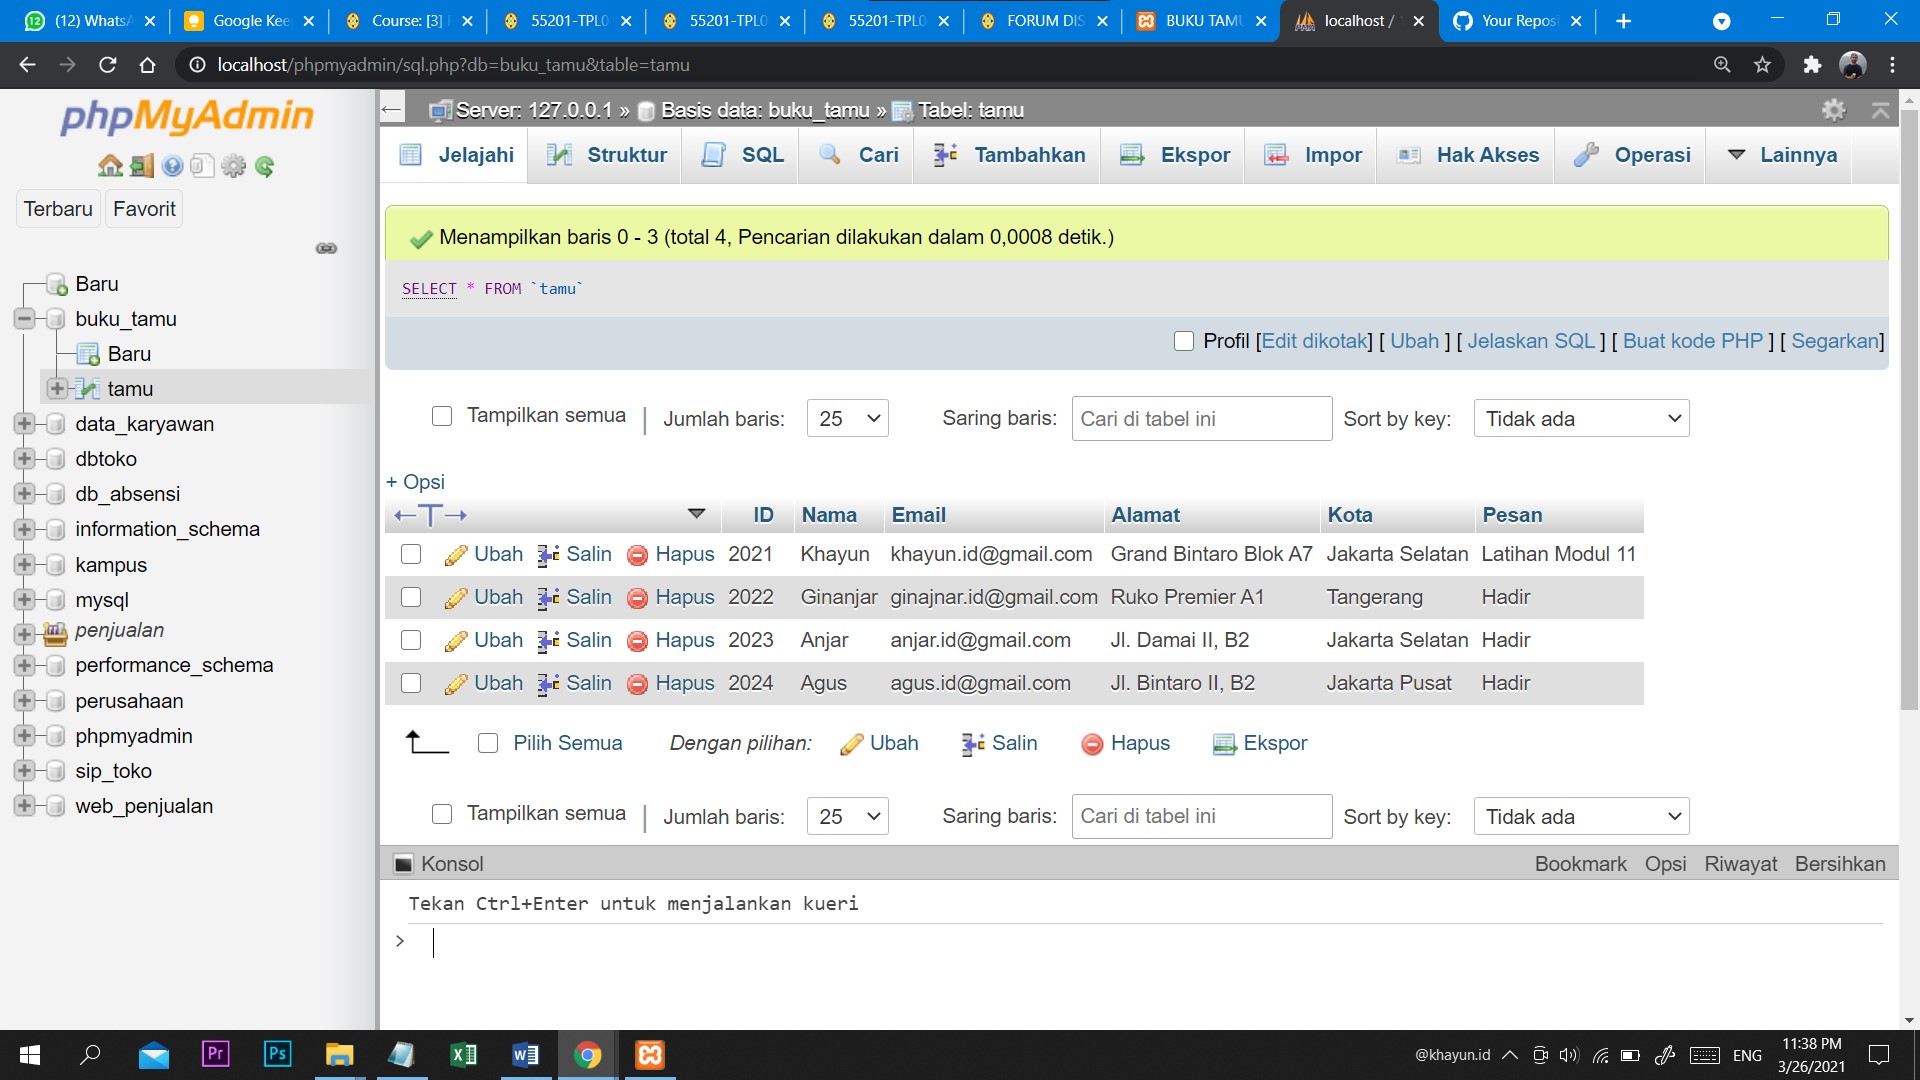 (12) WhatsA
Google Kee
Course: [3]
55201-TPL0
55201-TPL0
55201-TPL0
FORUM DIS
BUKU TAMU
localhost /
Your Reposi
localhost/phpmyadmin/sql.php?db=buku_tamu&table=tamu
phpMyAdmin
Terbaru Favorit
Baru
buku_tamu
Baru
tamu
data_karyawan
dbtoko
db_absensi
information_schema
kampus
mysql
penjualan
performance_schema
perusahaan
phpmyadmin
sip_toko
web_penjualan
Server: 127.0.0.1 » Basis data: buku_tamu » Tabel: tamu
Jelajahi Struktur SQL Cari Tambahkan Ekspor Impor Hak Akses Operasi Lainnya
Menampilkan baris 0 - 3 (total 4, Pencarian dilakukan dalam 0,0008 detik.)
SELECT * FROM `tamu`
Profil [Edit dikotak] [ Ubah ] [ Jelaskan SQL ] [ Buat kode PHP ] [ Segarkan]
Tampilkan semua | Jumlah baris: 25 Saring baris: Cari di tabel ini Sort by key: Tidak ada
+ Opsi
←T→ ID Nama Email Alamat Kota Pesan
Ubah Salin Hapus 2021 Khayun khayun.id@gmail.com Grand Bintaro Blok A7 Jakarta Selatan Latihan Modul 11
Ubah Salin Hapus 2022 Ginanjar ginajnar.id@gmail.com Ruko Premier A1 Tangerang Hadir
Ubah Salin Hapus 2023 Anjar anjar.id@gmail.com Jl. Damai II, B2 Jakarta Selatan Hadir
Ubah Salin Hapus 2024 Agus agus.id@gmail.com Jl. Bintaro II, B2 Jakarta Pusat Hadir
Pilih Semua Dengan pilihan: Ubah Salin Hapus Ekspor
Tampilkan semua | Jumlah baris: 25 Saring baris: Cari di tabel ini Sort by key: Tidak ada
Konsol Bookmark Opsi Riwayat Bersihkan
Tekan Ctrl+Enter untuk menjalankan kueri
>
Pr Ps
@khayun.id ENG
11:38 PM
3/26/2021